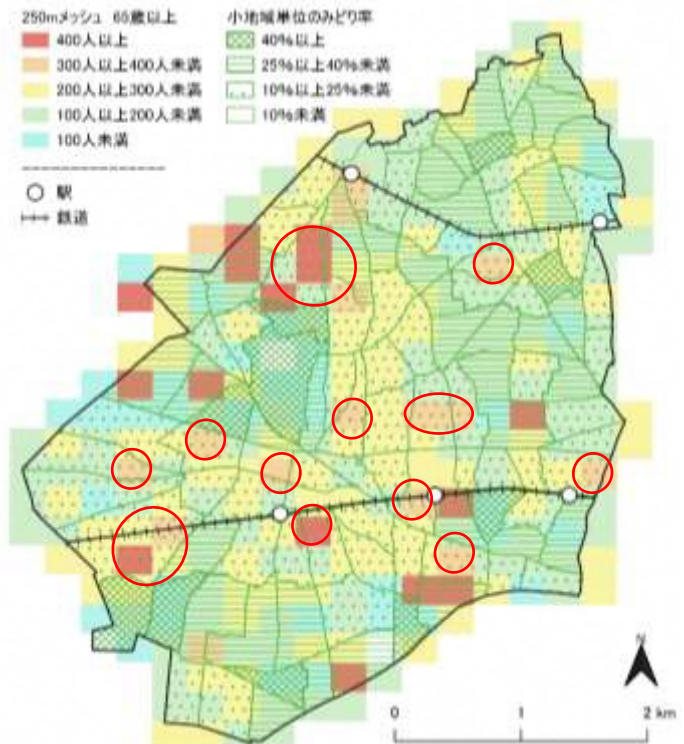 250mメッシュ 65歳以上
400人以上
300人以上400人未満
200人以上300人未満
100人以上200人未満
100人未満
小地域単位のみどり率
40%以上
25%以上40%未満
10%以上25%未満
10%未満
駅
鉄道
N
0 1 2 km